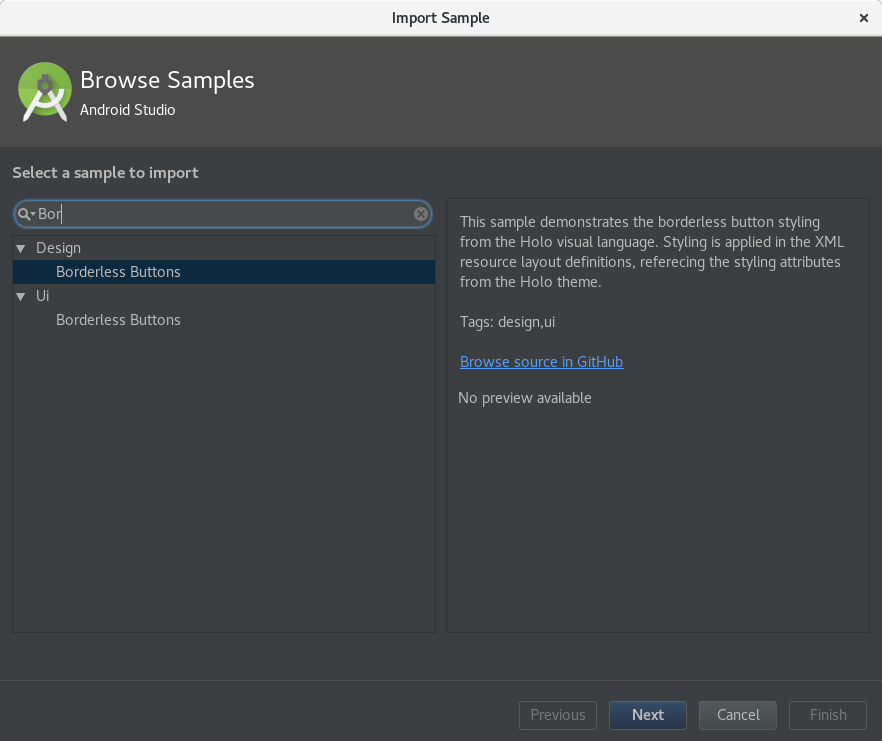 Import Sample
Browse Samples
Android Studio
Select a sample to import
Bor
Design
Borderless Buttons
Ui
Borderless Buttons
This sample demonstrates the borderless button styling
from the Holo visual language. Styling is applied in the XML
resource layout definitions, referecing the styling attributes
from the Holo theme.
Tags: design,ui
Browse source in GitHub
No preview available
Previous
Next
Cancel
Finish